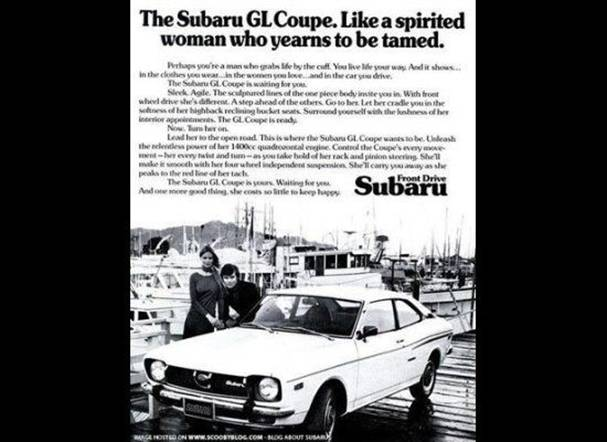 The Subaru GL Coupe. Like a spirited
woman who yearns to be tamed.
Perhaps you're a man who grabs life by the cuff. You live life your way. And it shows...
in the clothes you wear...in the women you love...and in the car you drive.
The Subaru GL Coupe is waiting for you.
Sleek. Agile. The sculptured lines of the one piece body invite you in. With front
wheel drive she's different. A step ahead of the others. Go to her. Let her cradle you in the
softness of her highback reclining bucket seats. Surround yourself with the lushness of her
interior appointments. The GL Coupe is ready.
Now. Turn her on.
Lead her to the open road. This is where the Subaru GL Coupe wants to be. Unleash
the relentless power of her 1400cc quadrozontal engine. Control the Coupe's every move-
ment—her every twist and turn—as you take hold of her rack and pinion steering. She'll
make it smooth with her four wheel independent suspension. She'll carry you away as she
peaks to the red line of her tach.
The Subaru GL Coupe is yours. Waiting for you.
And one more good thing, she costs so little to keep happy.
Front Drive
Subaru
IMAGE HOSTED ON WWW.SCOOBYBLOG.COM - BLOG ABOUT SUBARU